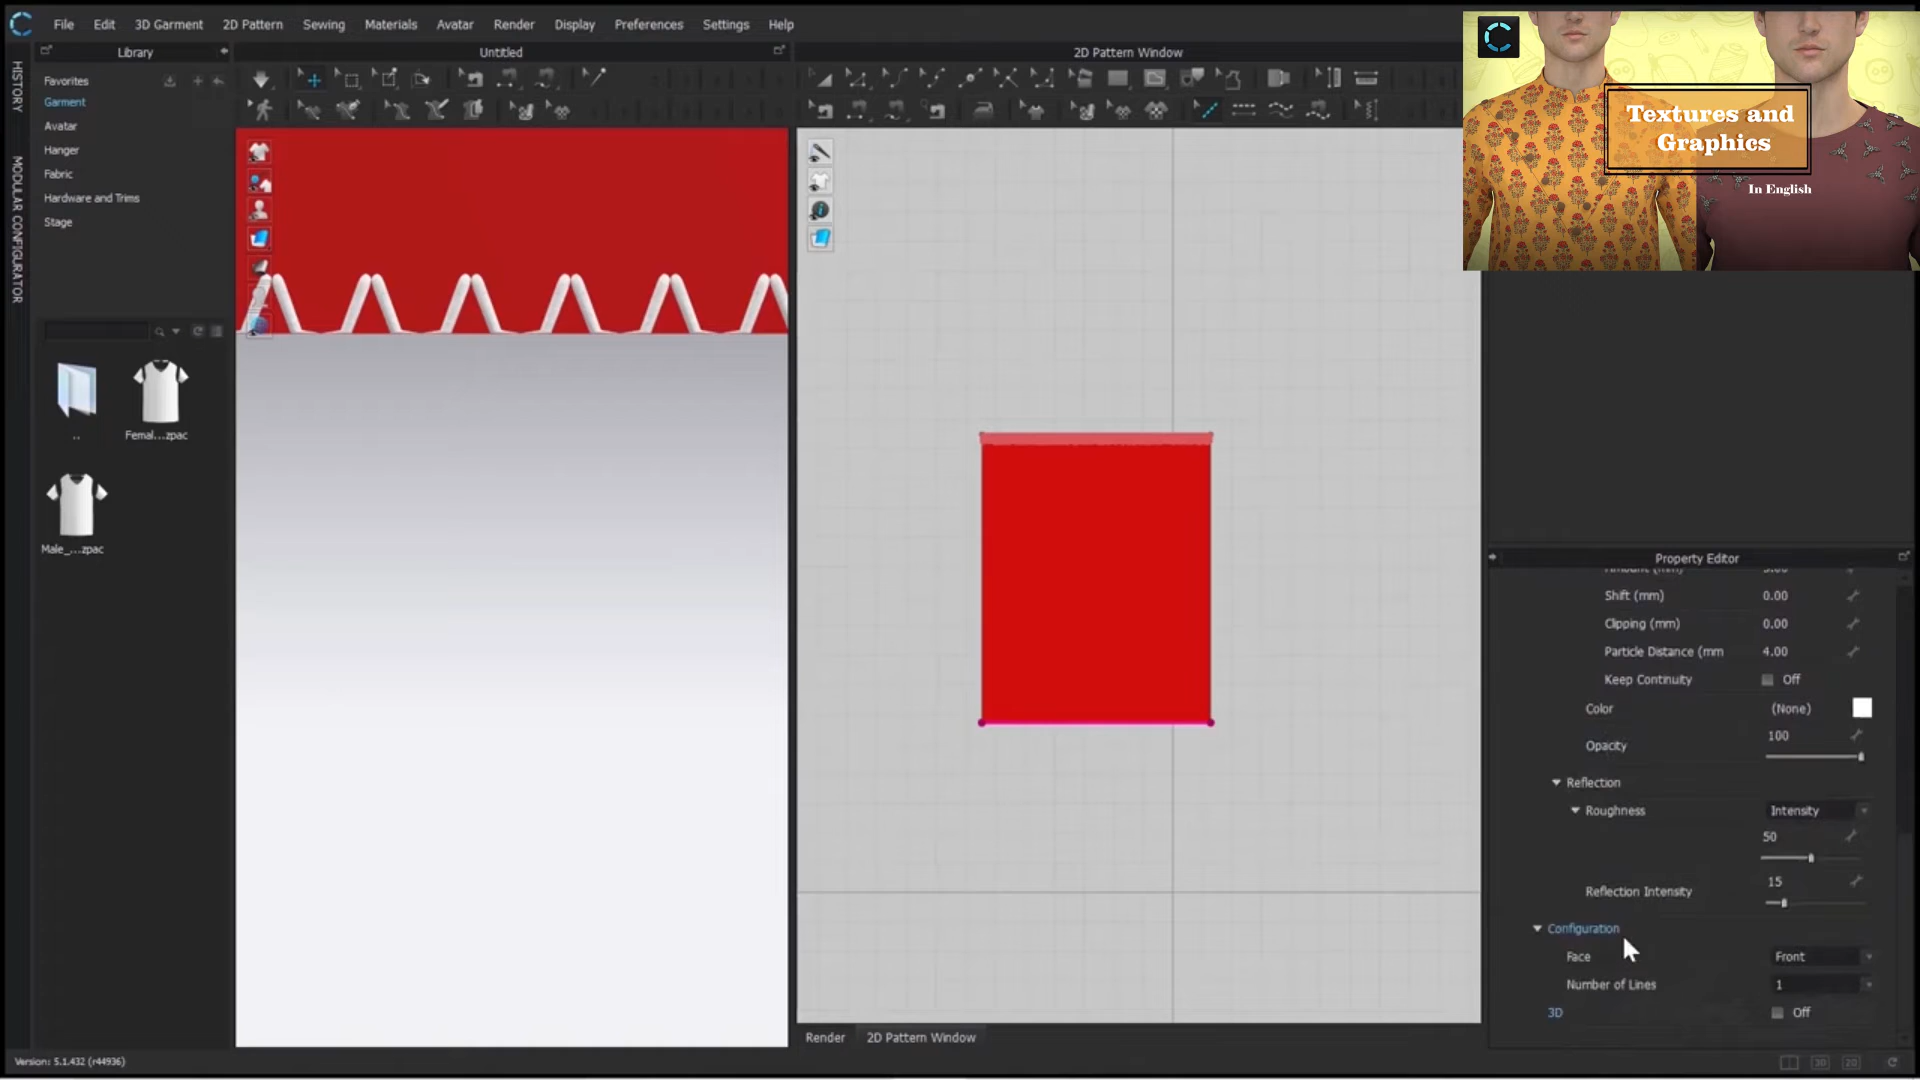 File Edit 3D Garment 2D Pattern Sewing Materials Avatar Render Display Preferences Settings Help
Library
Untitled
2D Pattern Window
HISTORY
MODULAR CONFIGURATOR
Favorites
Garment
Avatar
Hanger
Fabric
Hardware and Trims
Stage
..
Femal...zpac
Male_...zpac
Textures and
Graphics
In English
Property Editor
Shift (mm) 0.00
Clipping (mm) 0.00
Particle Distance (mm 4.00
Keep Continuity Off
Color (None)
Opacity 100
Reflection
Roughness Intensity
50
Reflection Intensity 15
Configuration
Face Front
Number of Lines 1
3D Off
Render 2D Pattern Window
Version: 5.1.432 (r44936)
3D 2D